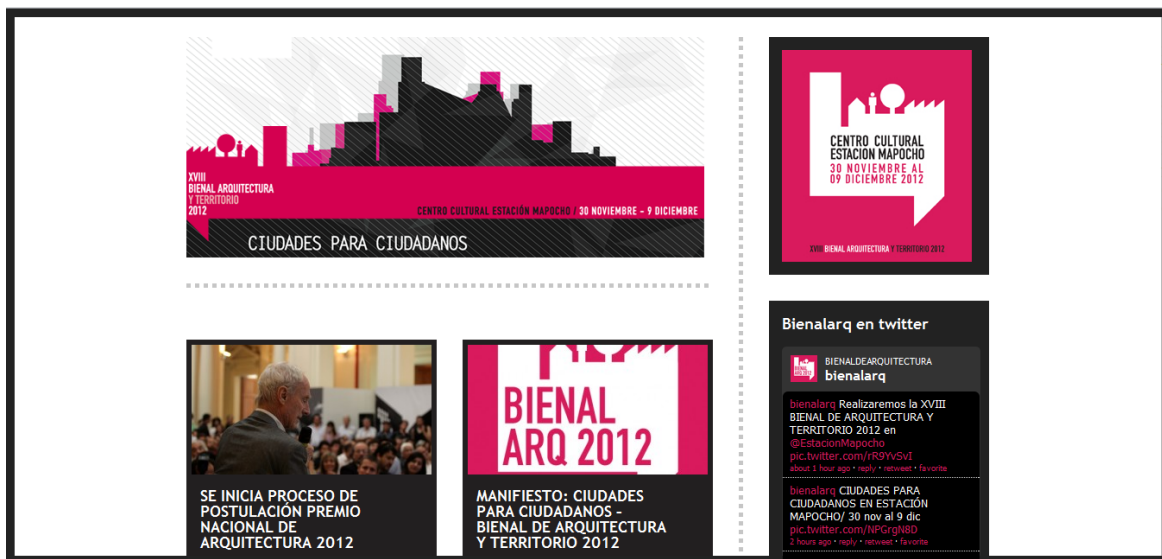 XVIII
BIENAL ARQUITECTURA
Y TERRITORIO
2012
CENTRO CULTURAL ESTACIÓN MAPOCHO / 30 NOVIEMBRE - 9 DICIEMBRE
CIUDADES PARA CIUDADANOS
CENTRO CULTURAL
ESTACION MAPOCHO
30 NOVIEMBRE AL
09 DICIEMBRE 2012
XVIII BIENAL ARQUITECTURA Y TERRITORIO 2012
SE INICIA PROCESO DE
POSTULACIÓN PREMIO
NACIONAL DE
ARQUITECTURA 2012
BIENAL
ARQ 2012
MANIFIESTO: CIUDADES
PARA CIUDADANOS –
BIENAL DE ARQUITECTURA
Y TERRITORIO 2012
Bienalarq en twitter
BIENAL
ARQ 2012
BIENALDEARQUITECTURA
bienalarq
bienalarq Realizaremos la XVIII
BIENAL DE ARQUITECTURA Y
TERRITORIO 2012 en
@EstacionMapocho
pic.twitter.com/rR9YvSvI
about 1 hour ago • reply • retweet • favorite
bienalarq CIUDADES PARA
CIUDADANOS EN ESTACIÓN
MAPOCHO/ 30 nov al 9 dic
pic.twitter.com/NPGrgN8D
2 hours ago • reply • retweet • favorite